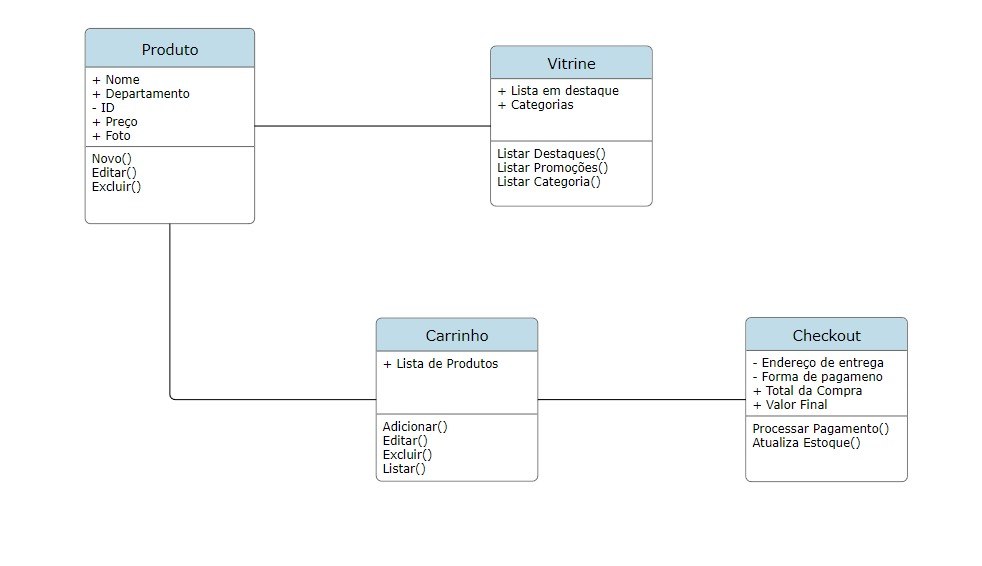 Produto
+ Nome
+ Departamento
- ID
+ Preço
+ Foto
Novo()
Editar()
Excluir()
Vitrine
+ Lista em destaque
+ Categorias
Listar Destaques()
Listar Promoções()
Listar Categoria()
Carrinho
+ Lista de Produtos
Adicionar()
Editar()
Excluir()
Listar()
Checkout
- Endereço de entrega
- Forma de pagameno
+ Total da Compra
+ Valor Final
Processar Pagamento()
Atualiza Estoque()